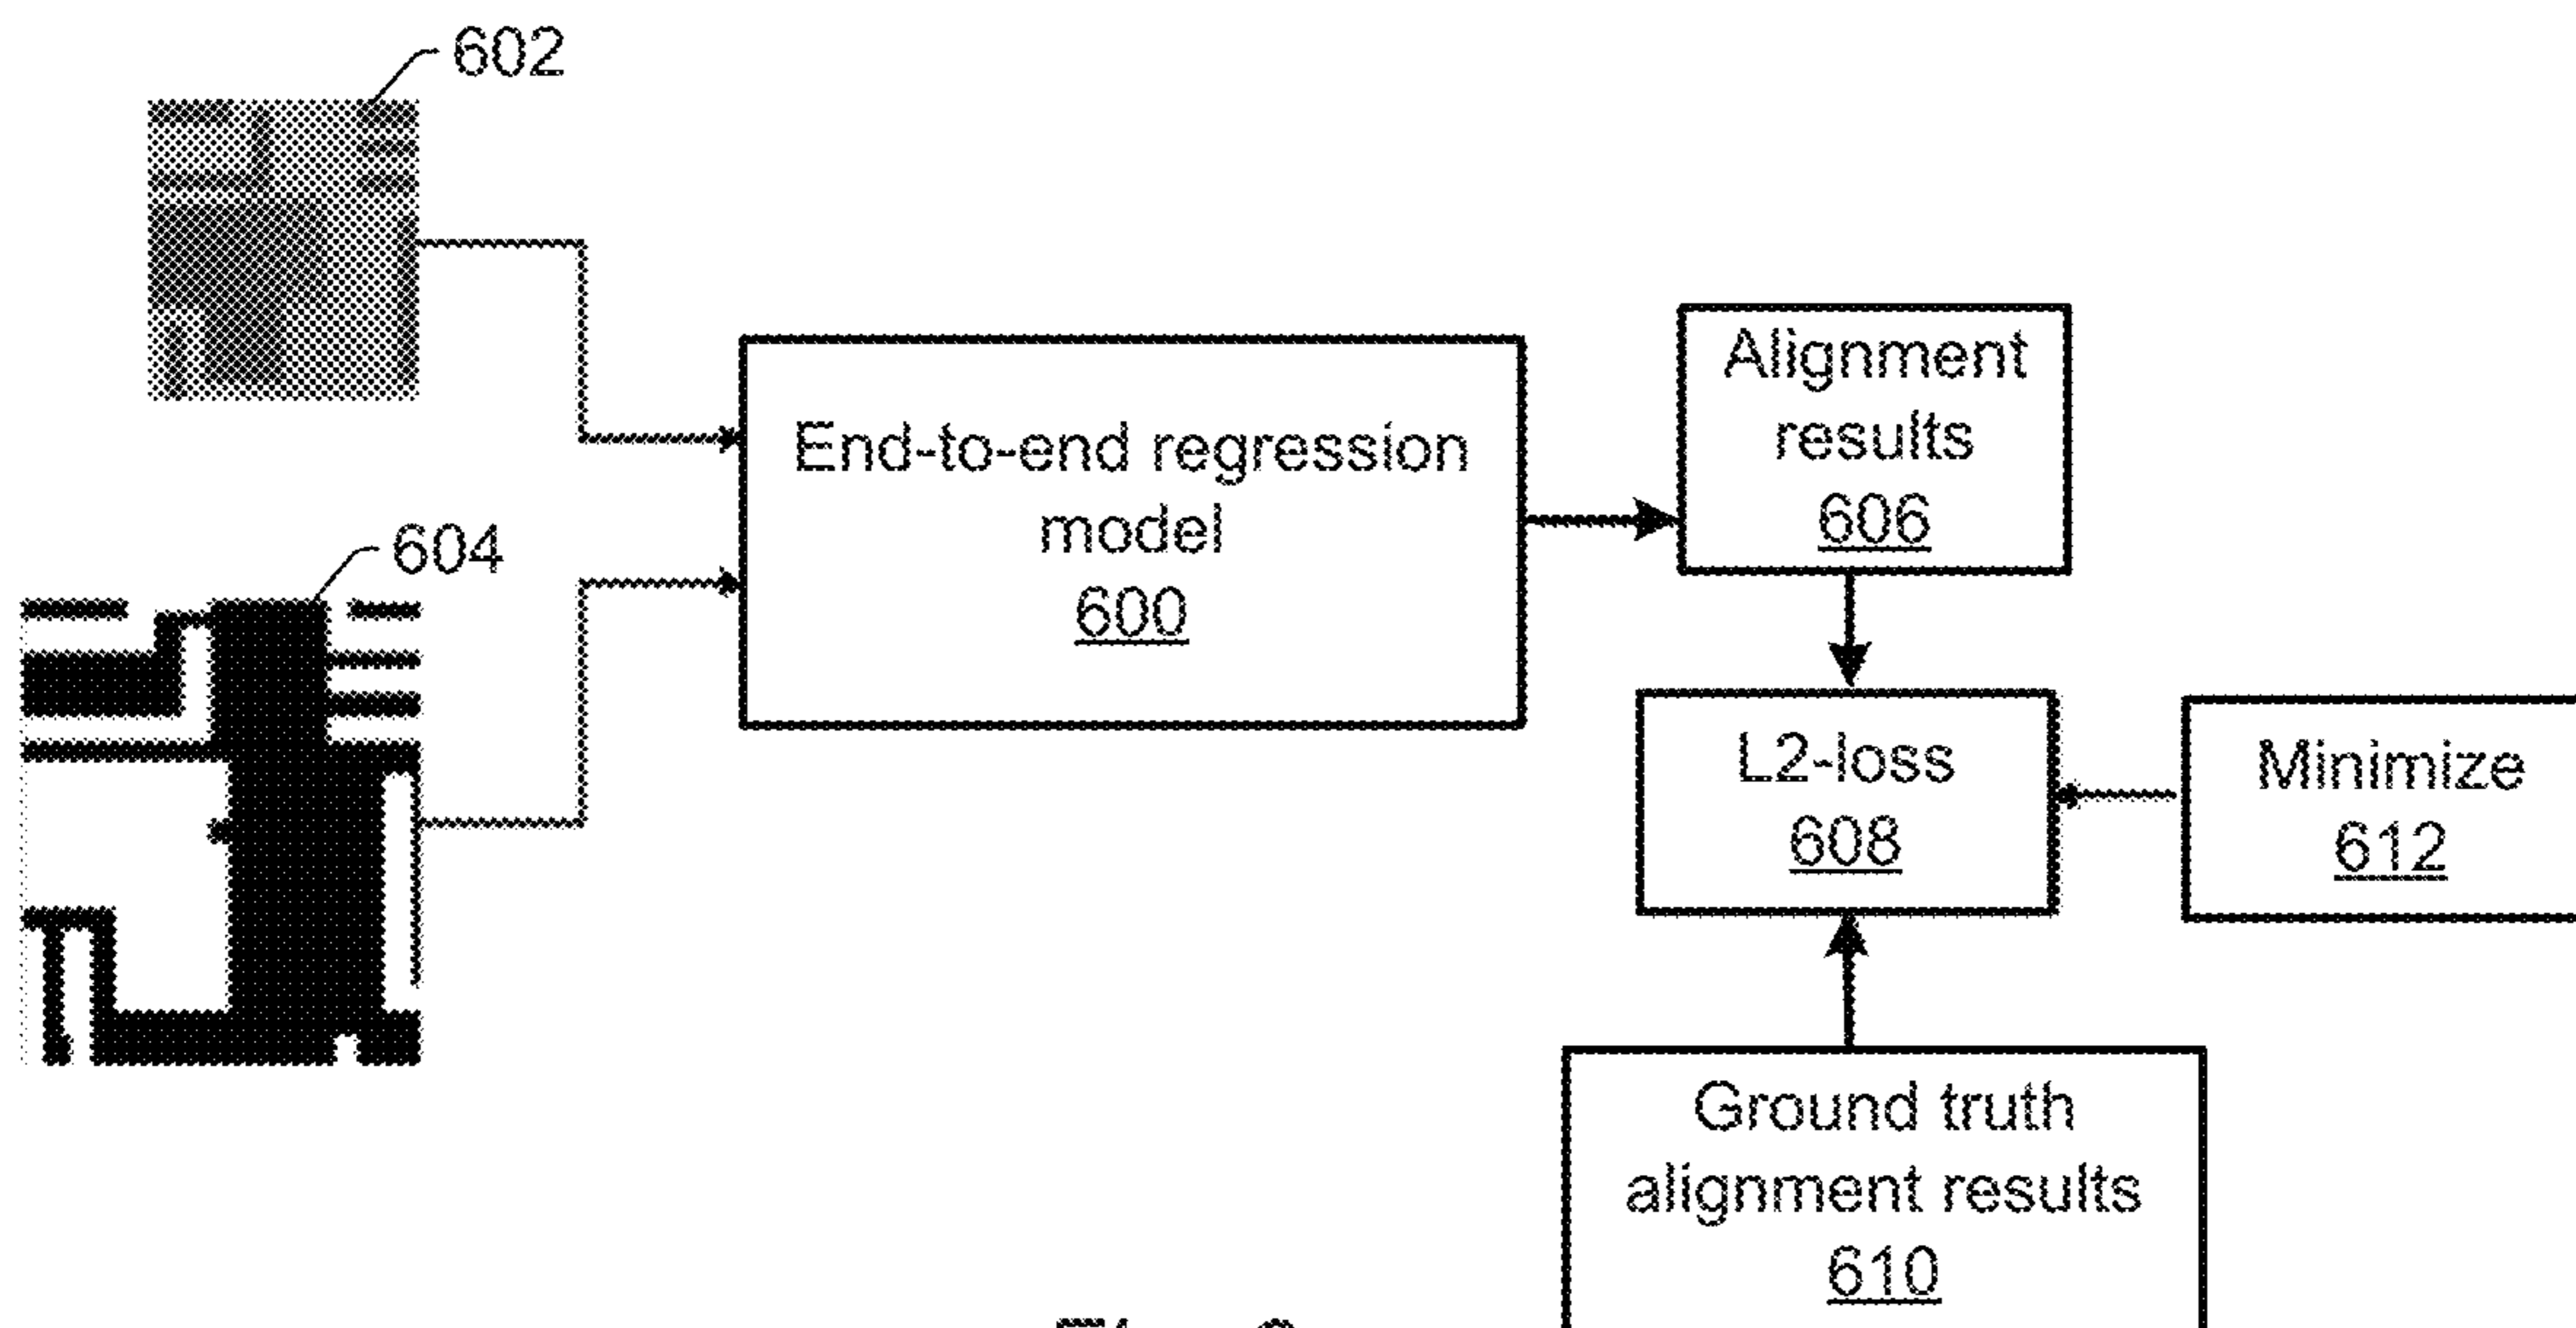 602
604
End-to-end regression
model
600
Alignment
results
606
L2-loss
608
Minimize
612
Ground truth
alignment results
610